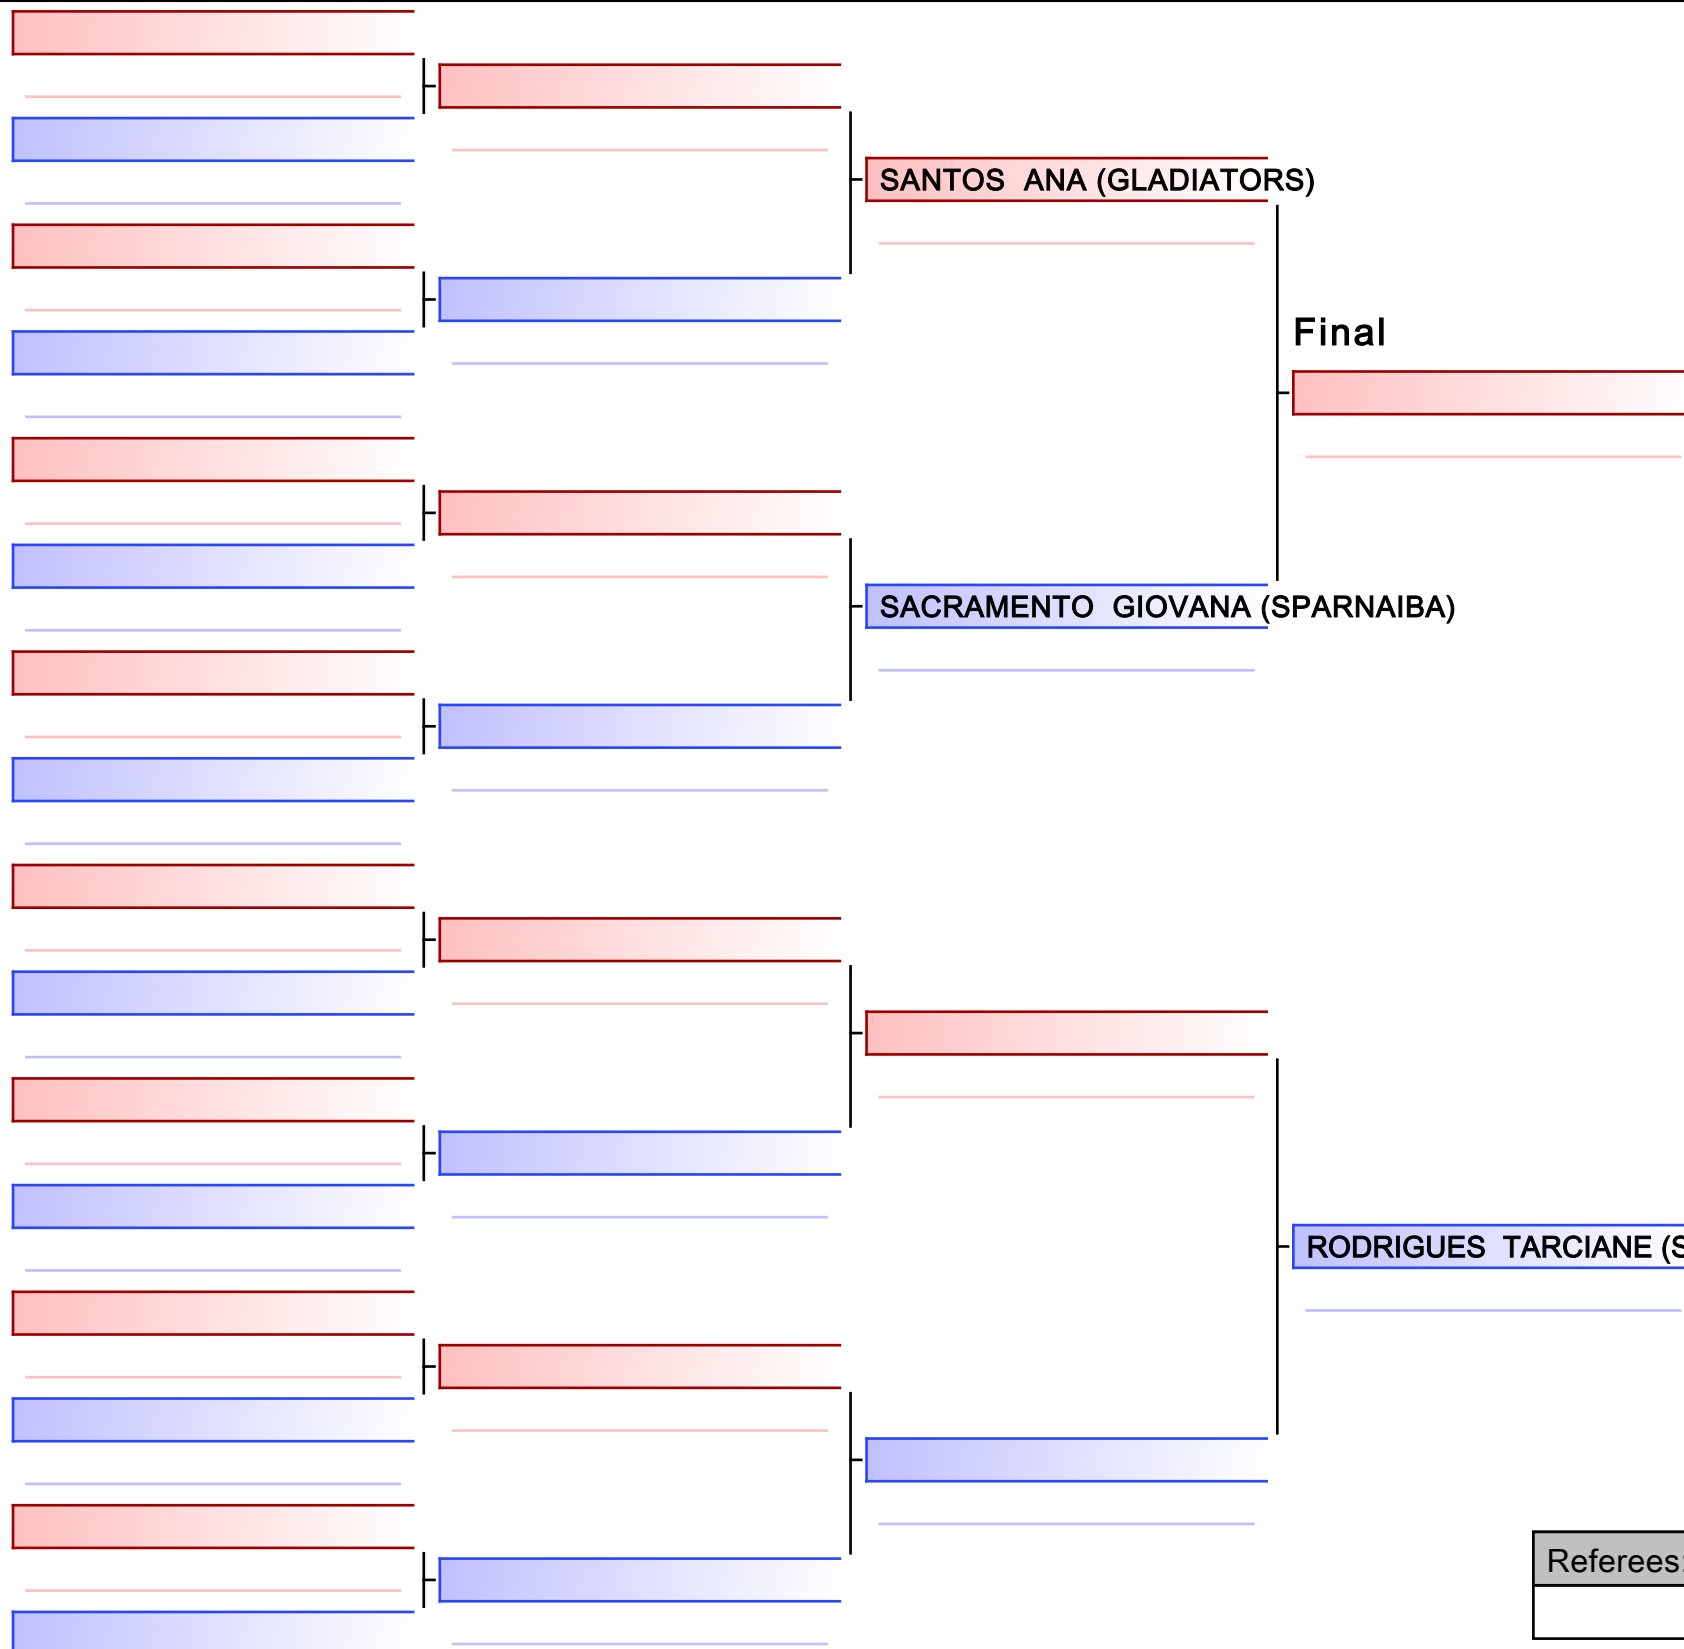 SANTOS ANA (GLADIATORS)
Final
SACRAMENTO GIOVANA (SPARNAIBA)
RODRIGUES TARCIANE (S
Referees: